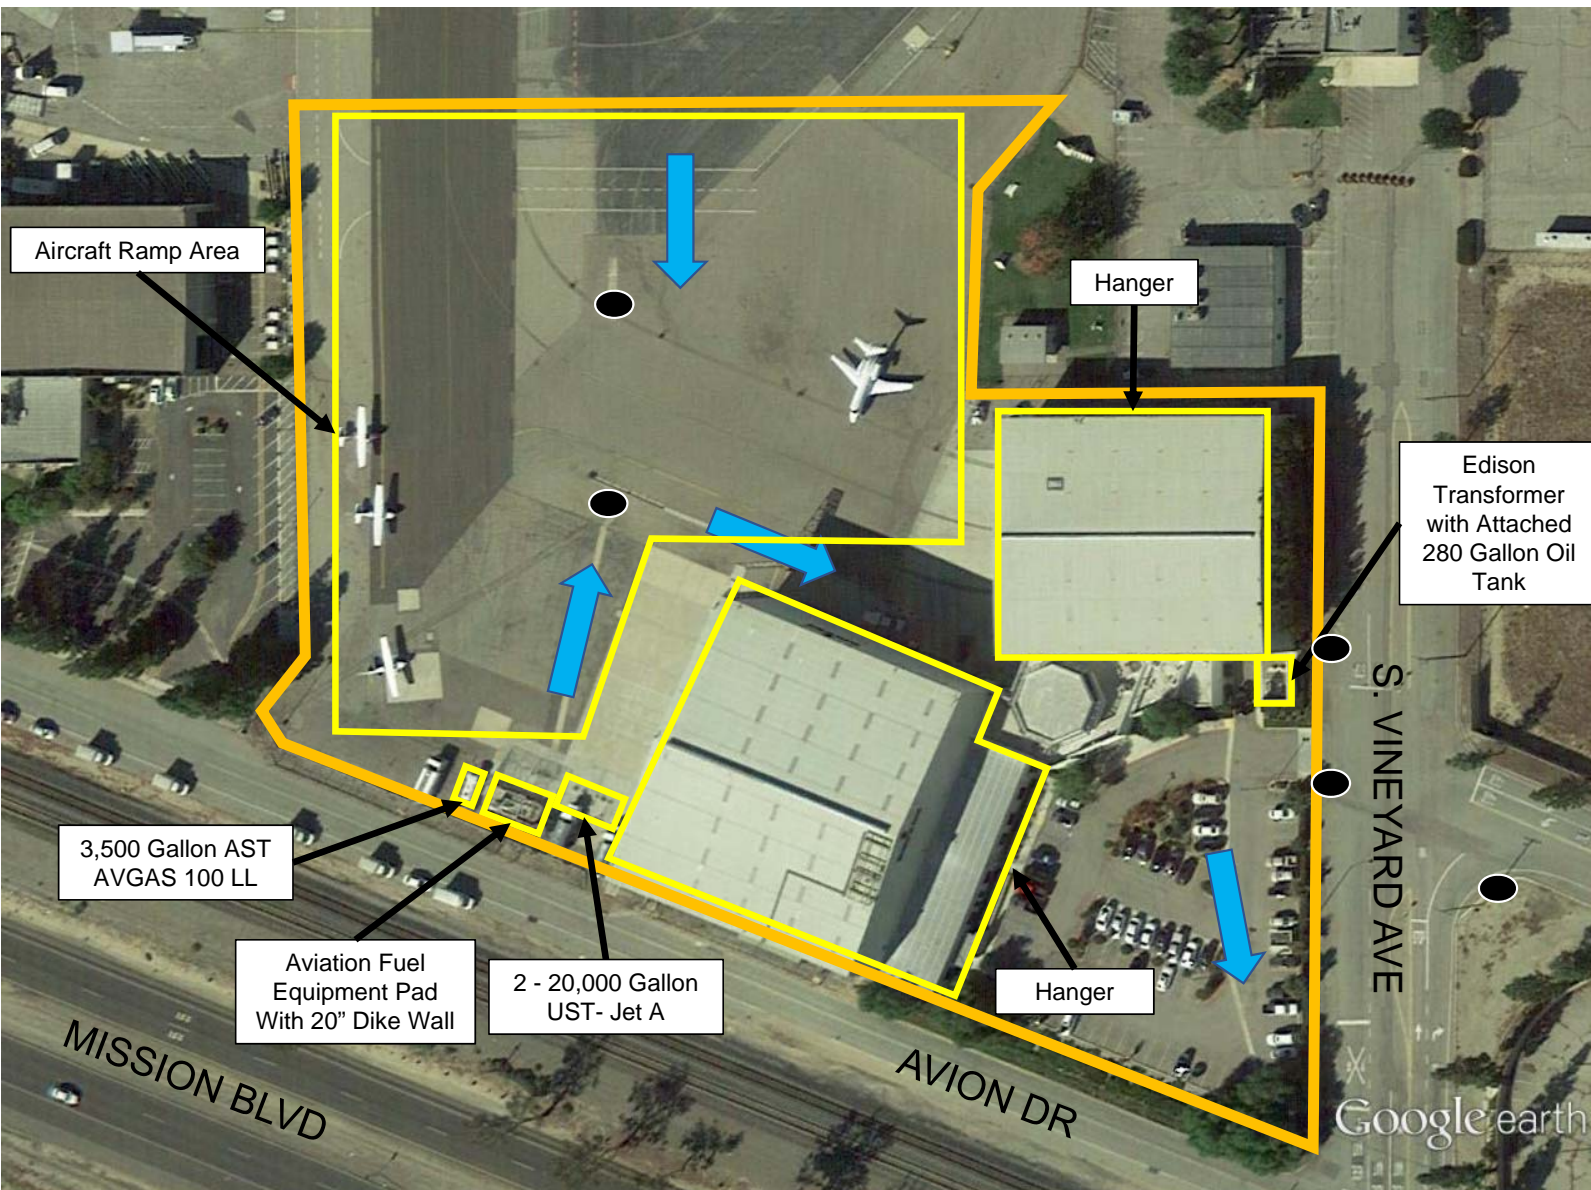 Aircraft Ramp Area
Hanger
Edison
Transformer
with Attached
280 Gallon Oil
Tank
S. VINEYARD AVE
3,500 Gallon AST
AVGAS 100 LL
Aviation Fuel
Equipment Pad
With 20” Dike Wall
2 - 20,000 Gallon
UST- Jet A
Hanger
MISSION BLVD
AVION DR
Google earth